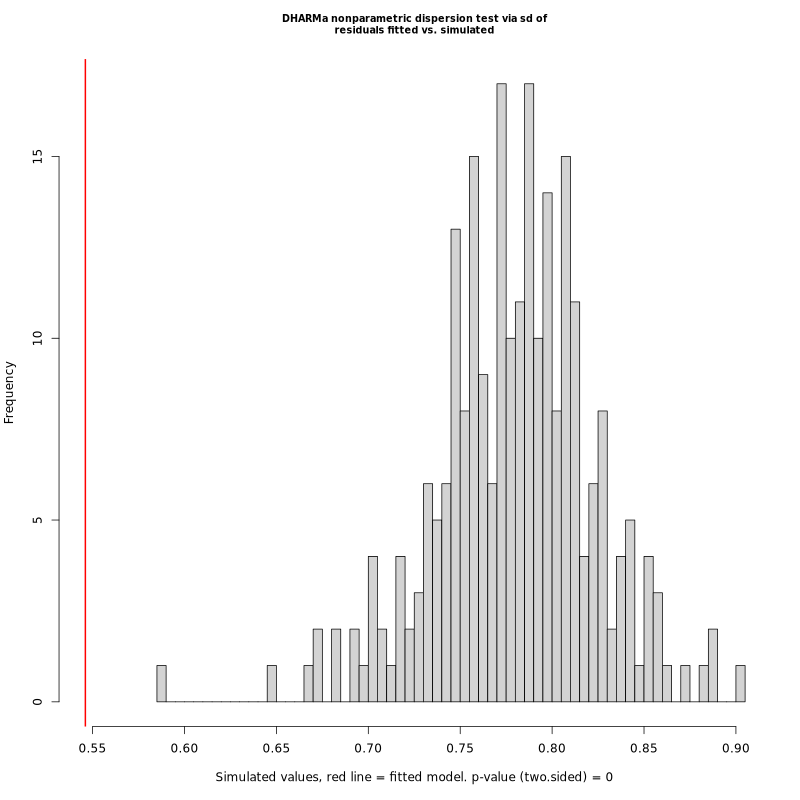 DHARMa nonparametric dispersion test via sd of
residuals fitted vs. simulated
Frequency
15
10
5
0
0.55 0.60 0.65 0.70 0.75 0.80 0.85 0.90
Simulated values, red line = fitted model. p-value (two.sided) = 0